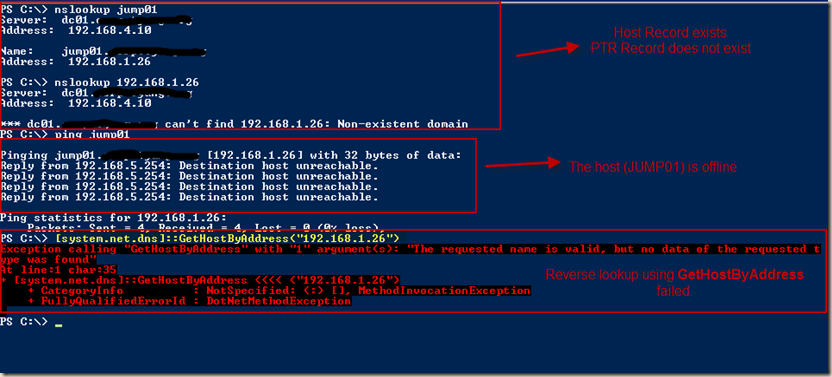 PS C:\> nslookup jump01
Server: dc01.
Address: 192.168.4.10
Name: jump01.
Address: 192.168.1.26
PS C:\> nslookup 192.168.1.26
Server: dc01.
Address: 192.168.4.10
*** dc01. can't find 192.168.1.26: Non-existent domain
PS C:\> ping jump01
Pinging jump01. [192.168.1.26] with 32 bytes of data:
Reply from 192.168.5.254: Destination host unreachable.
Reply from 192.168.5.254: Destination host unreachable.
Reply from 192.168.5.254: Destination host unreachable.
Reply from 192.168.5.254: Destination host unreachable.
Ping statistics for 192.168.1.26:
Packets: Sent = 4, Received = 4, Lost = 0 (0% loss),
PS C:\> [system.net.dns]::GetHostByAddress("192.168.1.26")
Exception calling "GetHostByAddress" with "1" argument(s): "The requested name is valid, but no data of the requested t
ype was found"
At line:1 char:35
+ [system.net.dns]::GetHostByAddress <<<< ("192.168.1.26")
+ CategoryInfo : NotSpecified: (:) [], MethodInvocationException
+ FullyQualifiedErrorId : DotNetMethodException
PS C:\> _
Host Record exists
PTR Record does not exist
The host (JUMP01) is offline
Reverse lookup using GetHostByAddress
failed.